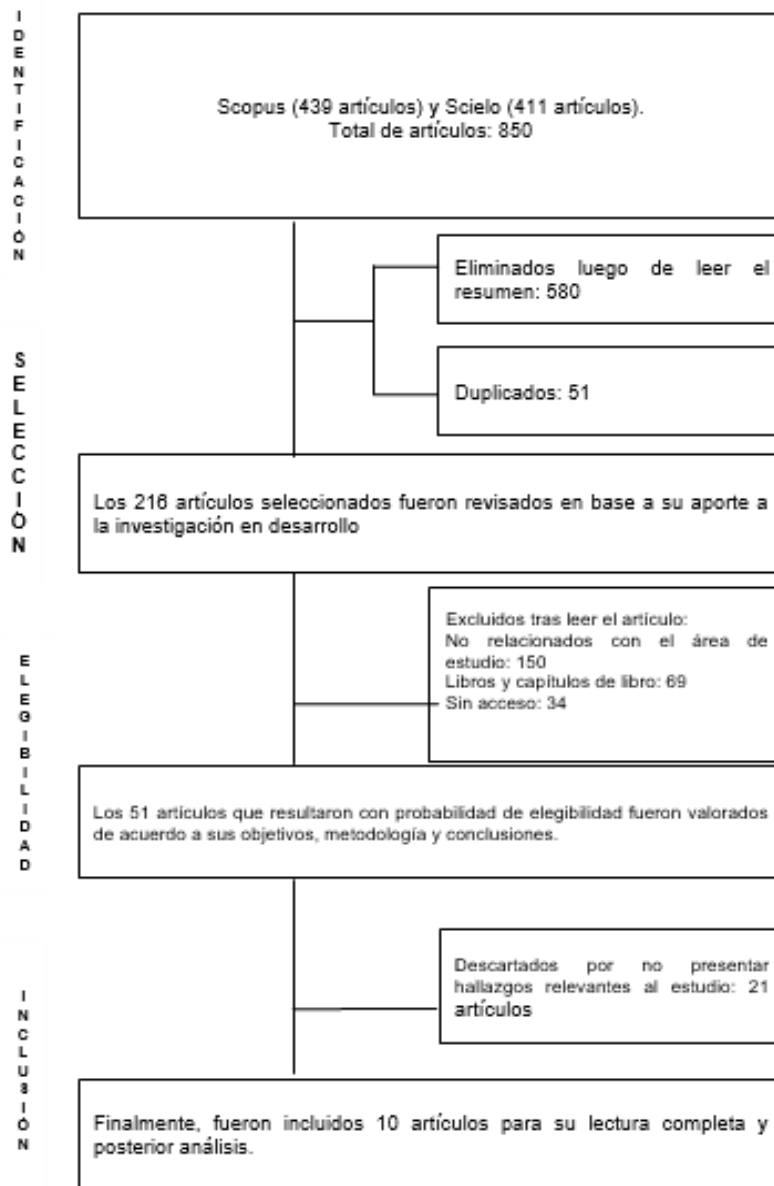 IDENTIFICACIÓN
Scopus (439 artículos) y Scielo (411 artículos).
Total de artículos: 850
Eliminados luego de leer el
resumen: 580
Duplicados: 51
SELECCIÓN
Los 216 artículos seleccionados fueron revisados en base a su aporte a
la investigación en desarrollo
Excluidos tras leer el artículo:
No relacionados con el área de
estudio: 150
Libros y capítulos de libro: 69
Sin acceso: 34
ELEGIBILIDAD
Los 51 artículos que resultaron con probabilidad de elegibilidad fueron valorados
de acuerdo a sus objetivos, metodología y conclusiones.
Descartados por no presentar
hallazgos relevantes al estudio: 21
artículos
INCLUSIÓN
Finalmente, fueron incluidos 10 artículos para su lectura completa y
posterior análisis.